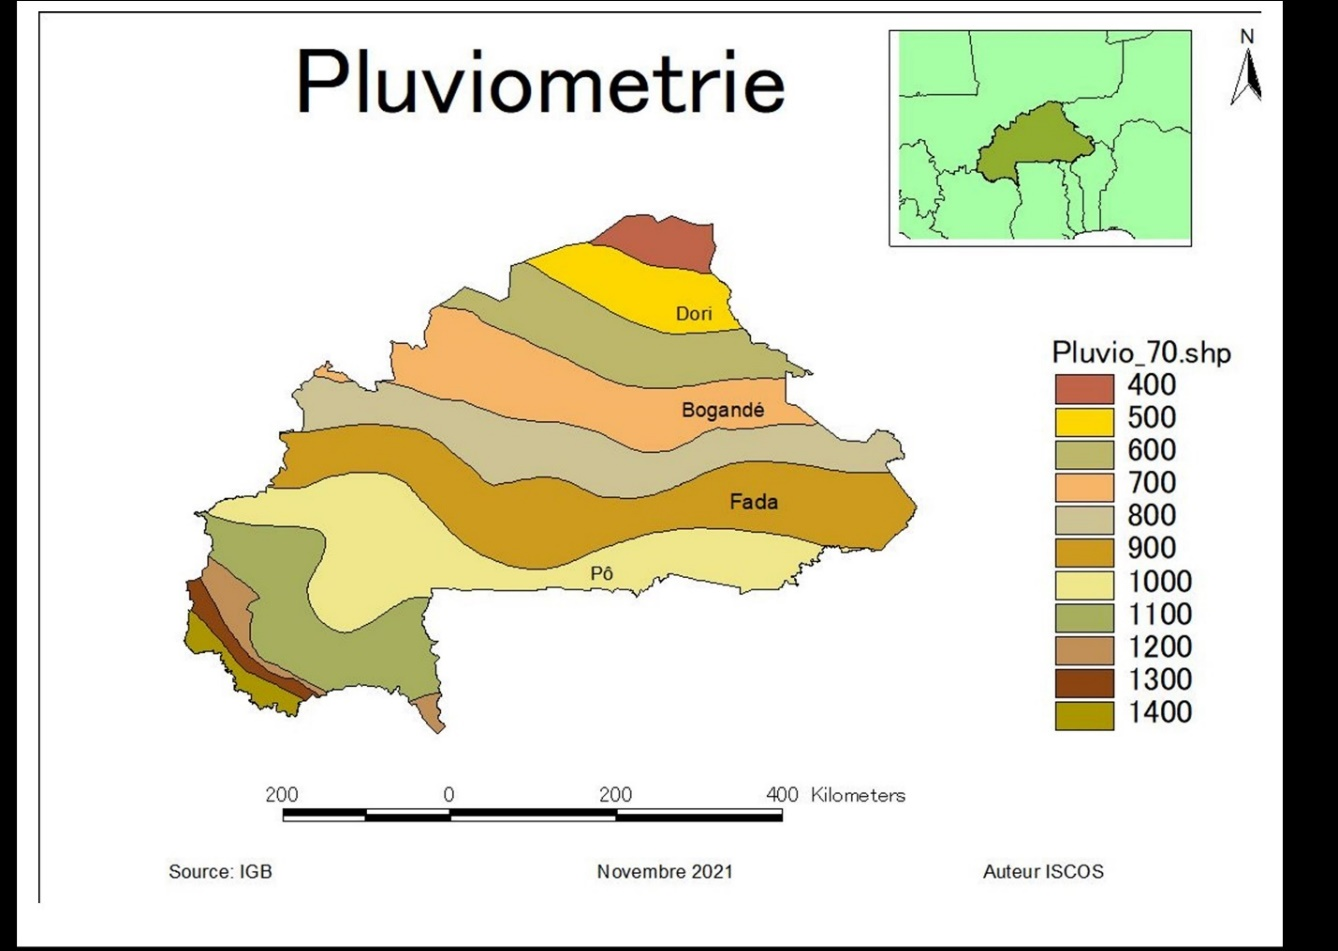 Pluviometrie
N
Dori
Bogandé
Fada
Pô
Pluvio_70.shp
400
500
600
700
800
900
1000
1100
1200
1300
1400
200 0 200 400 Kilometers
Source: IGB
Novembre 2021
Auteur ISCOS